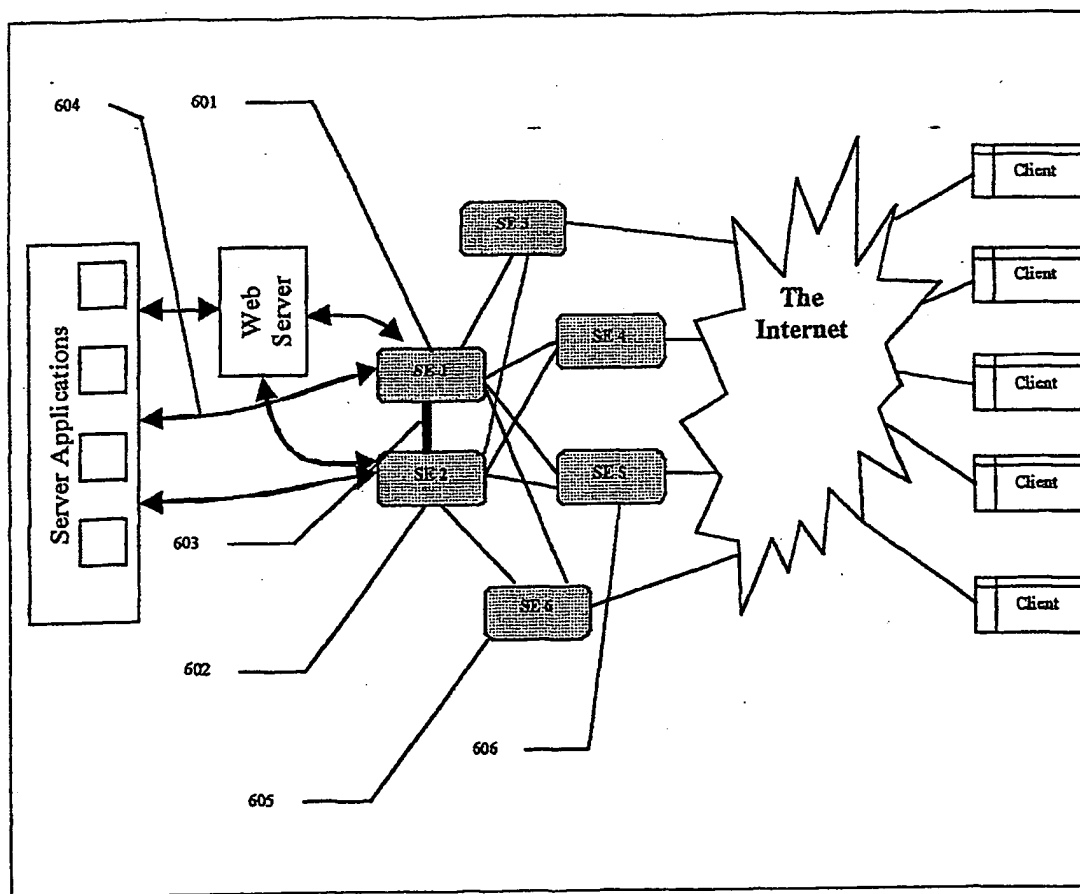 604
601
Client
SE 3
Client
Web
Server
The
Internet
SE 4
SE 1
Client
Server Applications
SE 2
SE 5
Client
603
SE 6
Client
602
606
605